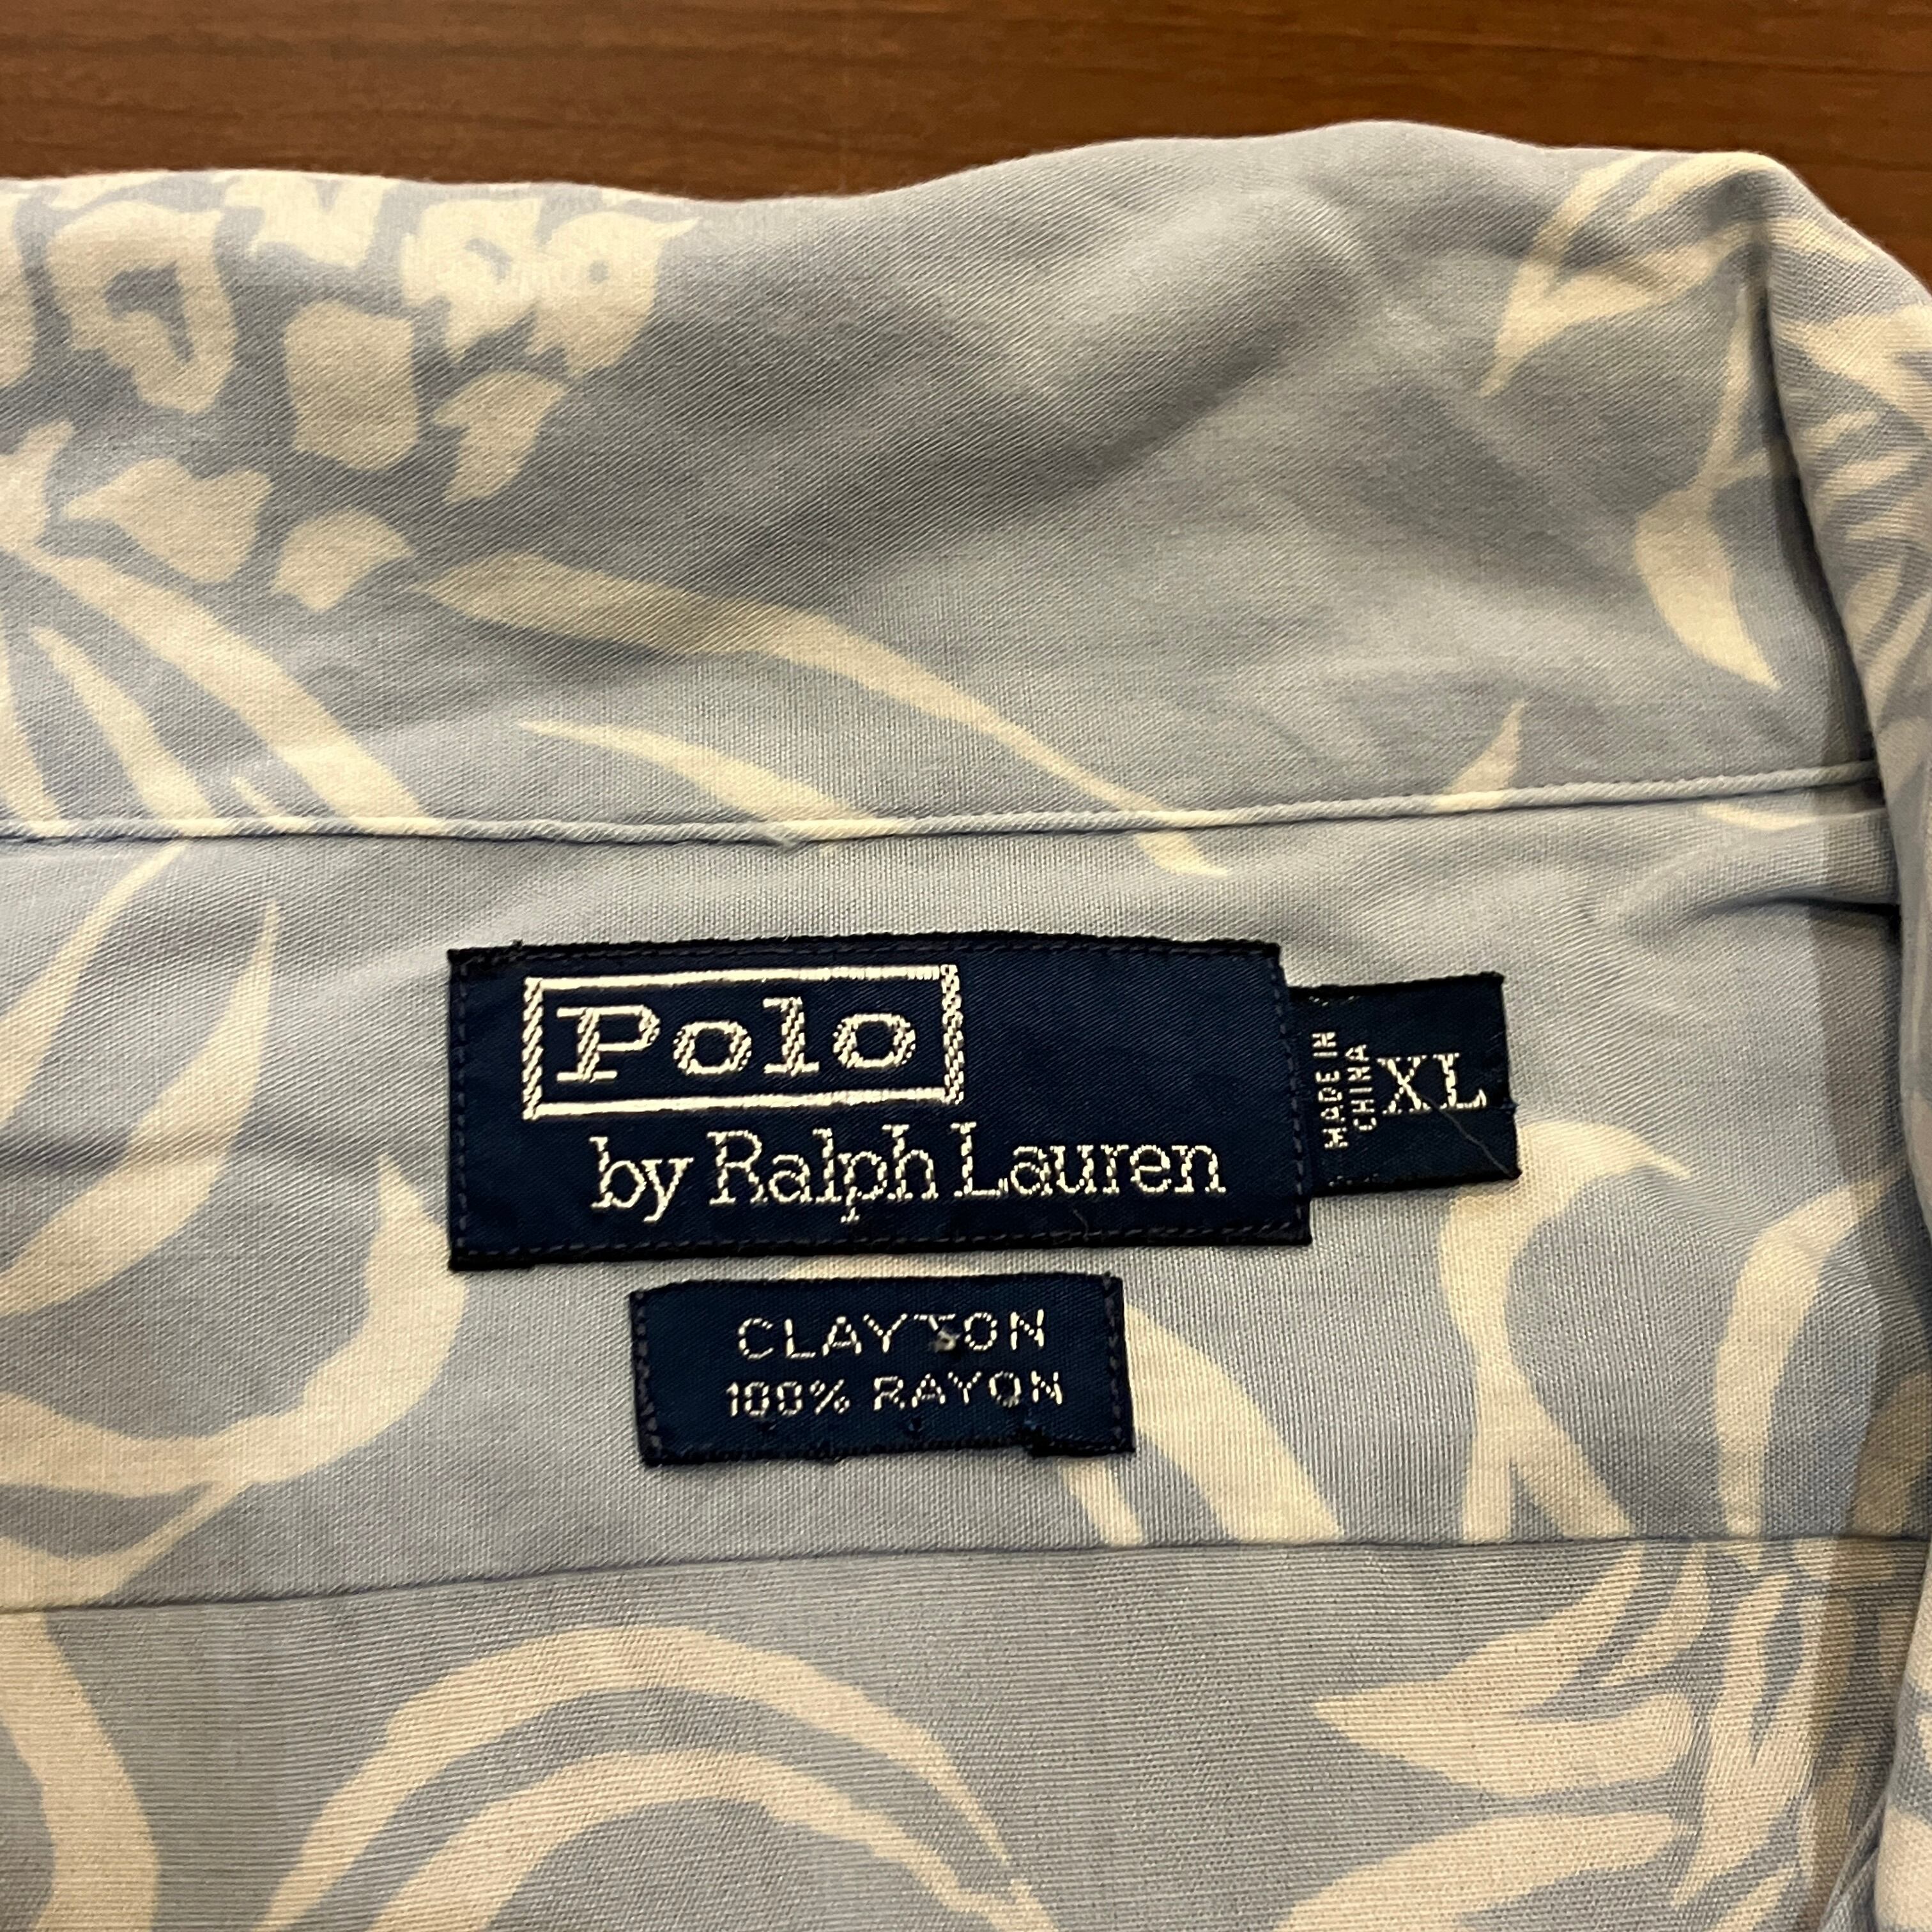 Polo
by Ralph Lauren
MADE IN
CHINA
XL
CLAYTON
100% RAYON